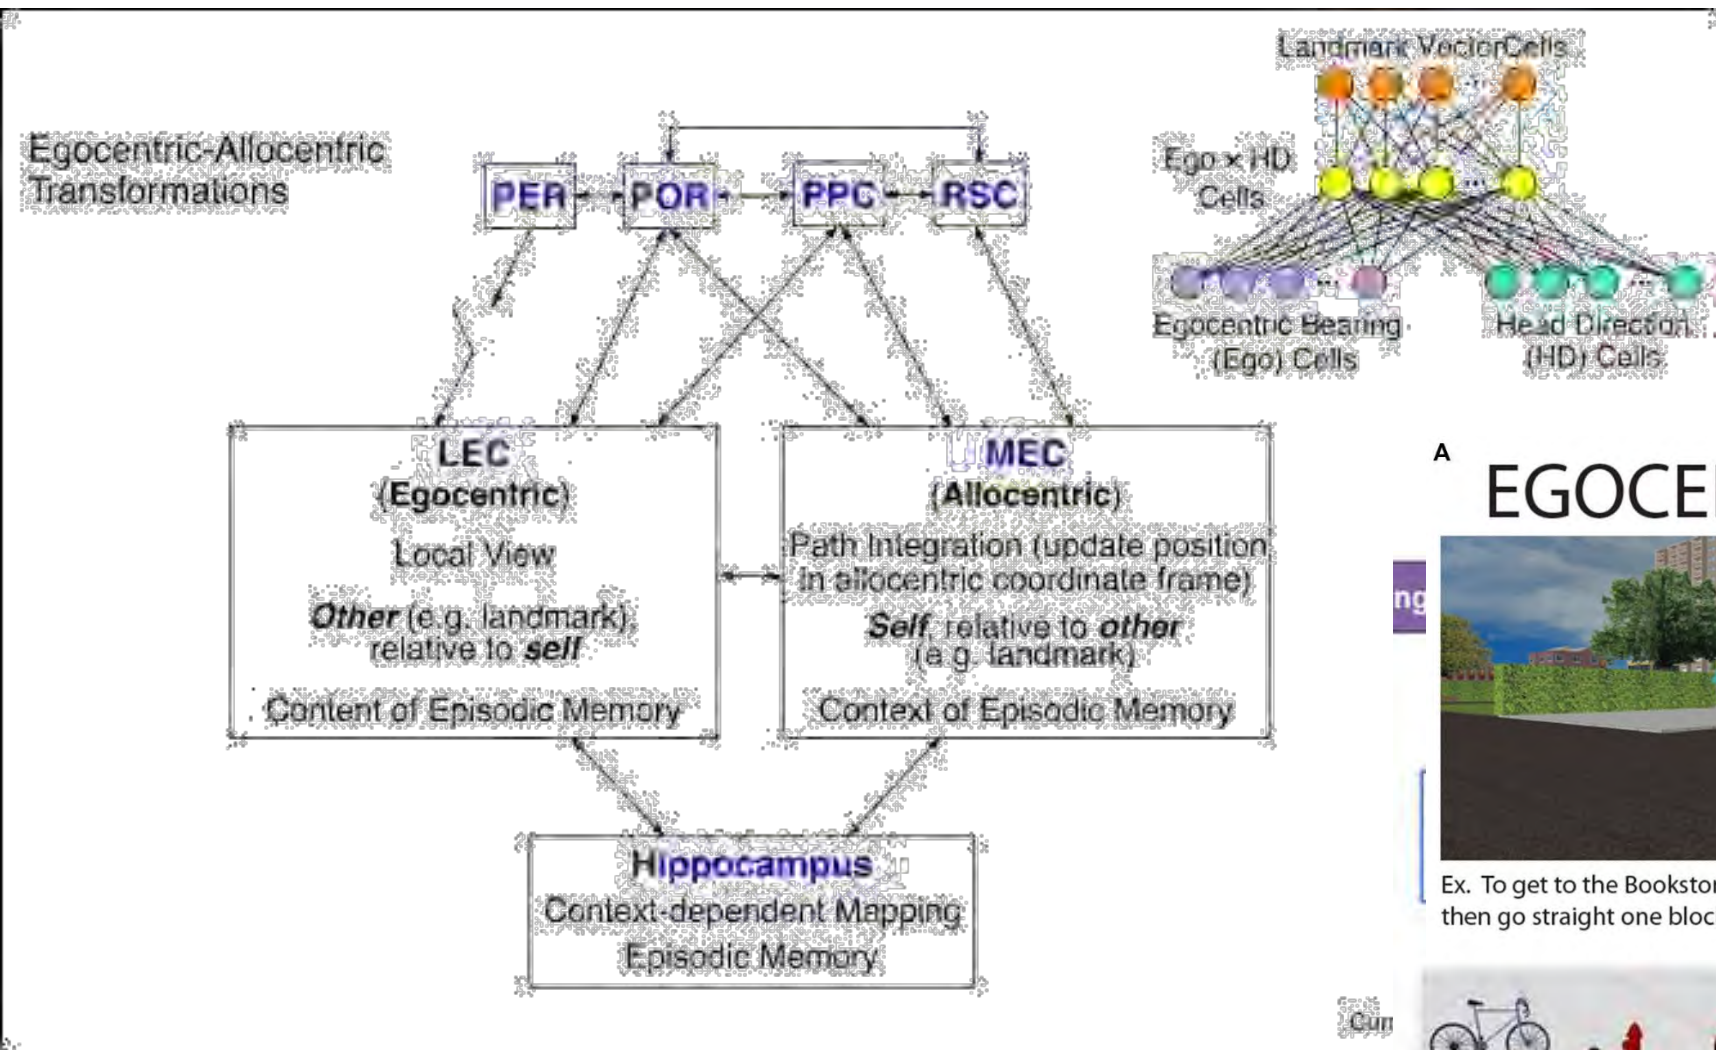 Egocentric-Allocentric
Transformations
PER
POR
PPC
RSC
LEC
(Egocentric)
Local View
Other (e.g. landmark),
relative to self
Content of Episodic Memory
MEC
(Allocentric)
Path Integration (update position
in allocentric coordinate frame)
Self, relative to other
(e.g. landmark)
Context of Episodic Memory
Hippocampus
Context-dependent Mapping
Episodic Memory
Landmark Vector Cells
Ego x HD
Cells
...
...
...
...
Egocentric Bearing
(Ego) Cells
Head Direction
(HD) Cells
A
EGOCE
ng
Ex. To get to the Bookstor
then go straight one bloc
Curr